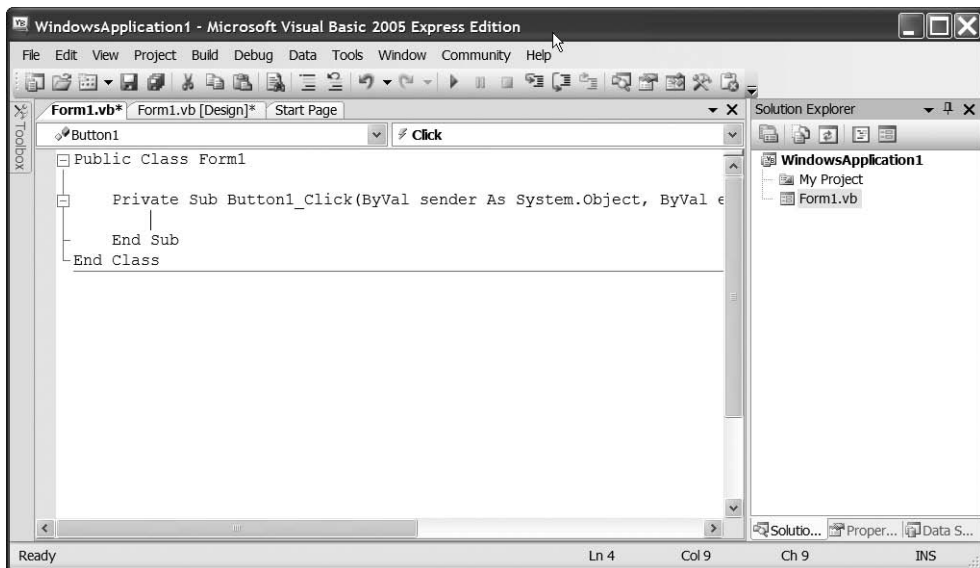 WindowsApplication1 - Microsoft Visual Basic 2005 Express Edition
File Edit View Project Build Debug Data Tools Window Community Help
Toolbox
Form1.vb* Form1.vb [Design]* Start Page
Button1
Click
Public Class Form1
Private Sub Button1_Click(ByVal sender As System.Object, ByVal e
End Sub
End Class
Solution Explorer
WindowsApplication1
My Project
Form1.vb
Solutio... Proper... Data S...
Ready Ln 4 Col 9 Ch 9 INS